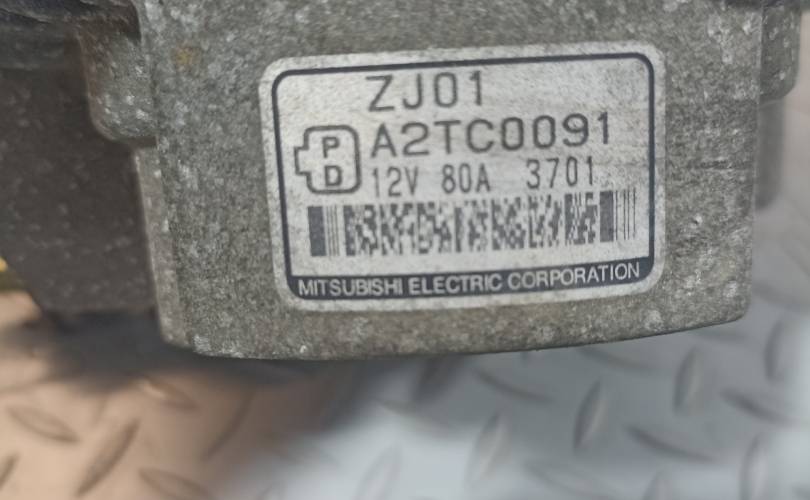 ZJ01
A2TC0091
P
D
12V 80A 3701
MITSUBISHI ELECTRIC CORPORATION